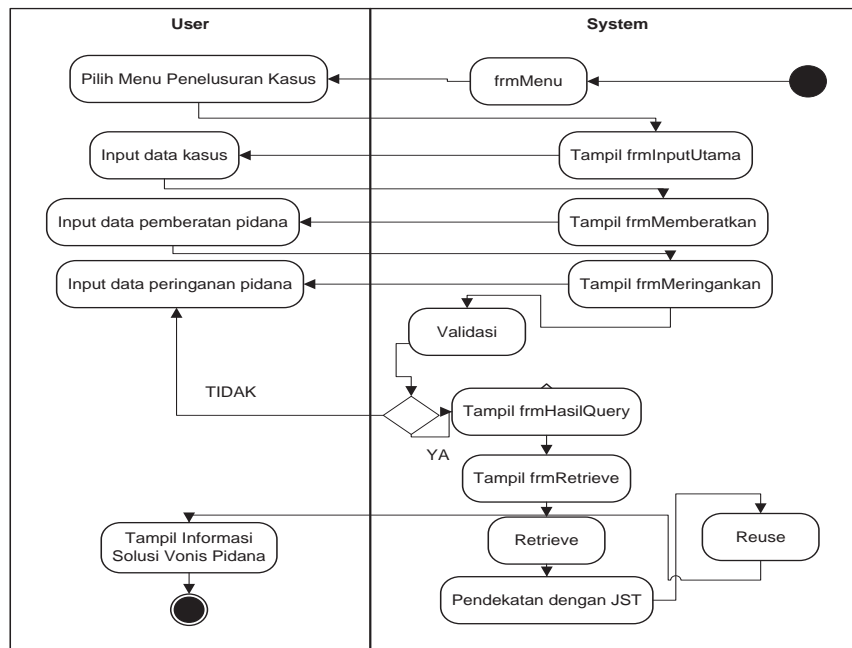 User
System
Pilih Menu Penelusuran Kasus
frmMenu
Input data kasus
Tampil frmInputUtama
Input data pemberatan pidana
Tampil frmMemberatkan
Input data peringanan pidana
Tampil frmMeringankan
Validasi
TIDAK
Tampil frmHasilQuery
YA
Tampil frmRetrieve
Tampil Informasi
Solusi Vonis Pidana
Retrieve
Reuse
Pendekatan dengan JST